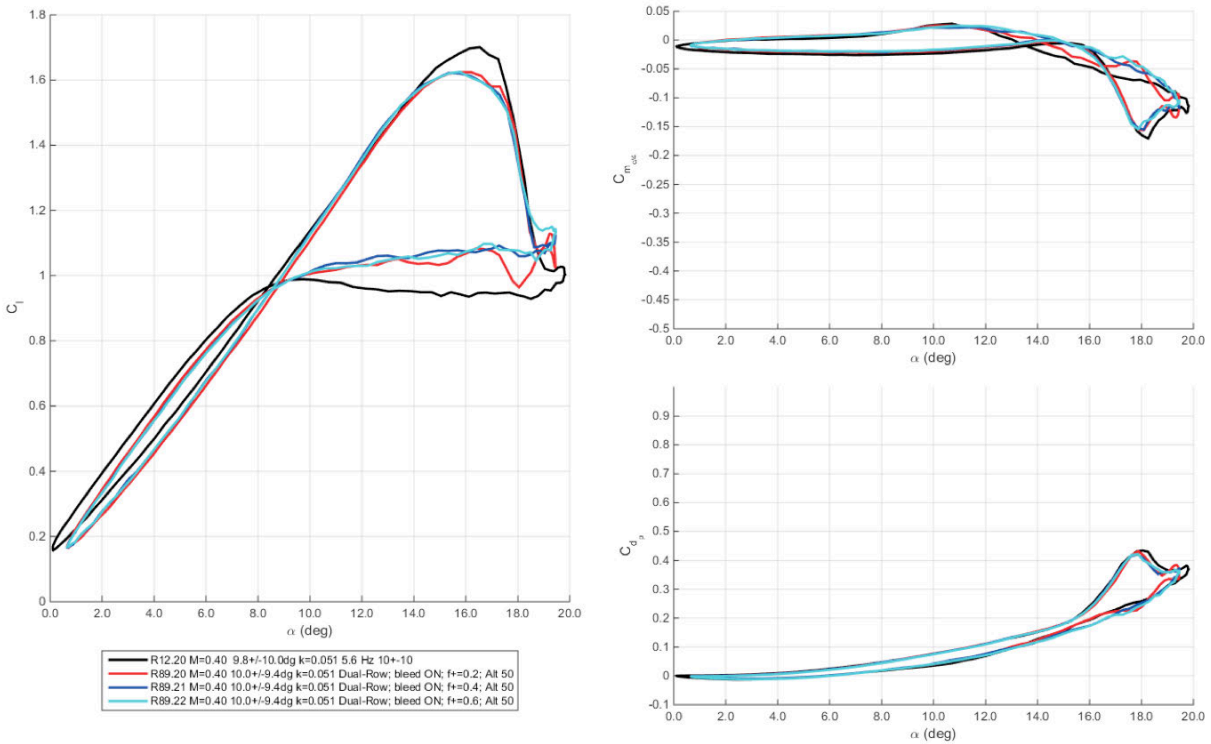 1.8
1.6
1.4
1.2
1
0.8
0.6
0.4
0.2
0
C_l
0.0 2.0 4.0 6.0 8.0 10.0 12.0 14.0 16.0 18.0 20.0
α (deg)
R12.20 M=0.40 9.8+/-10.0dg k=0.051 5.6 Hz 10+-10
R89.20 M=0.40 10.0+/-9.4dg k=0.051 Dual-Row; bleed ON; f+=0.2; Alt 50
R89.21 M=0.40 10.0+/-9.4dg k=0.051 Dual-Row; bleed ON; f+=0.4; Alt 50
R89.22 M=0.40 10.0+/-9.4dg k=0.051 Dual-Row; bleed ON; f+=0.6; Alt 50
0.05
0
-0.05
-0.1
-0.15
-0.2
-0.25
-0.3
-0.35
-0.4
-0.45
-0.5
C_m c/4
0.0 2.0 4.0 6.0 8.0 10.0 12.0 14.0 16.0 18.0 20.0
α (deg)
0.9
0.8
0.7
0.6
0.5
0.4
0.3
0.2
0.1
0
-0.1
C_d p
0.0 2.0 4.0 6.0 8.0 10.0 12.0 14.0 16.0 18.0 20.0
α (deg)